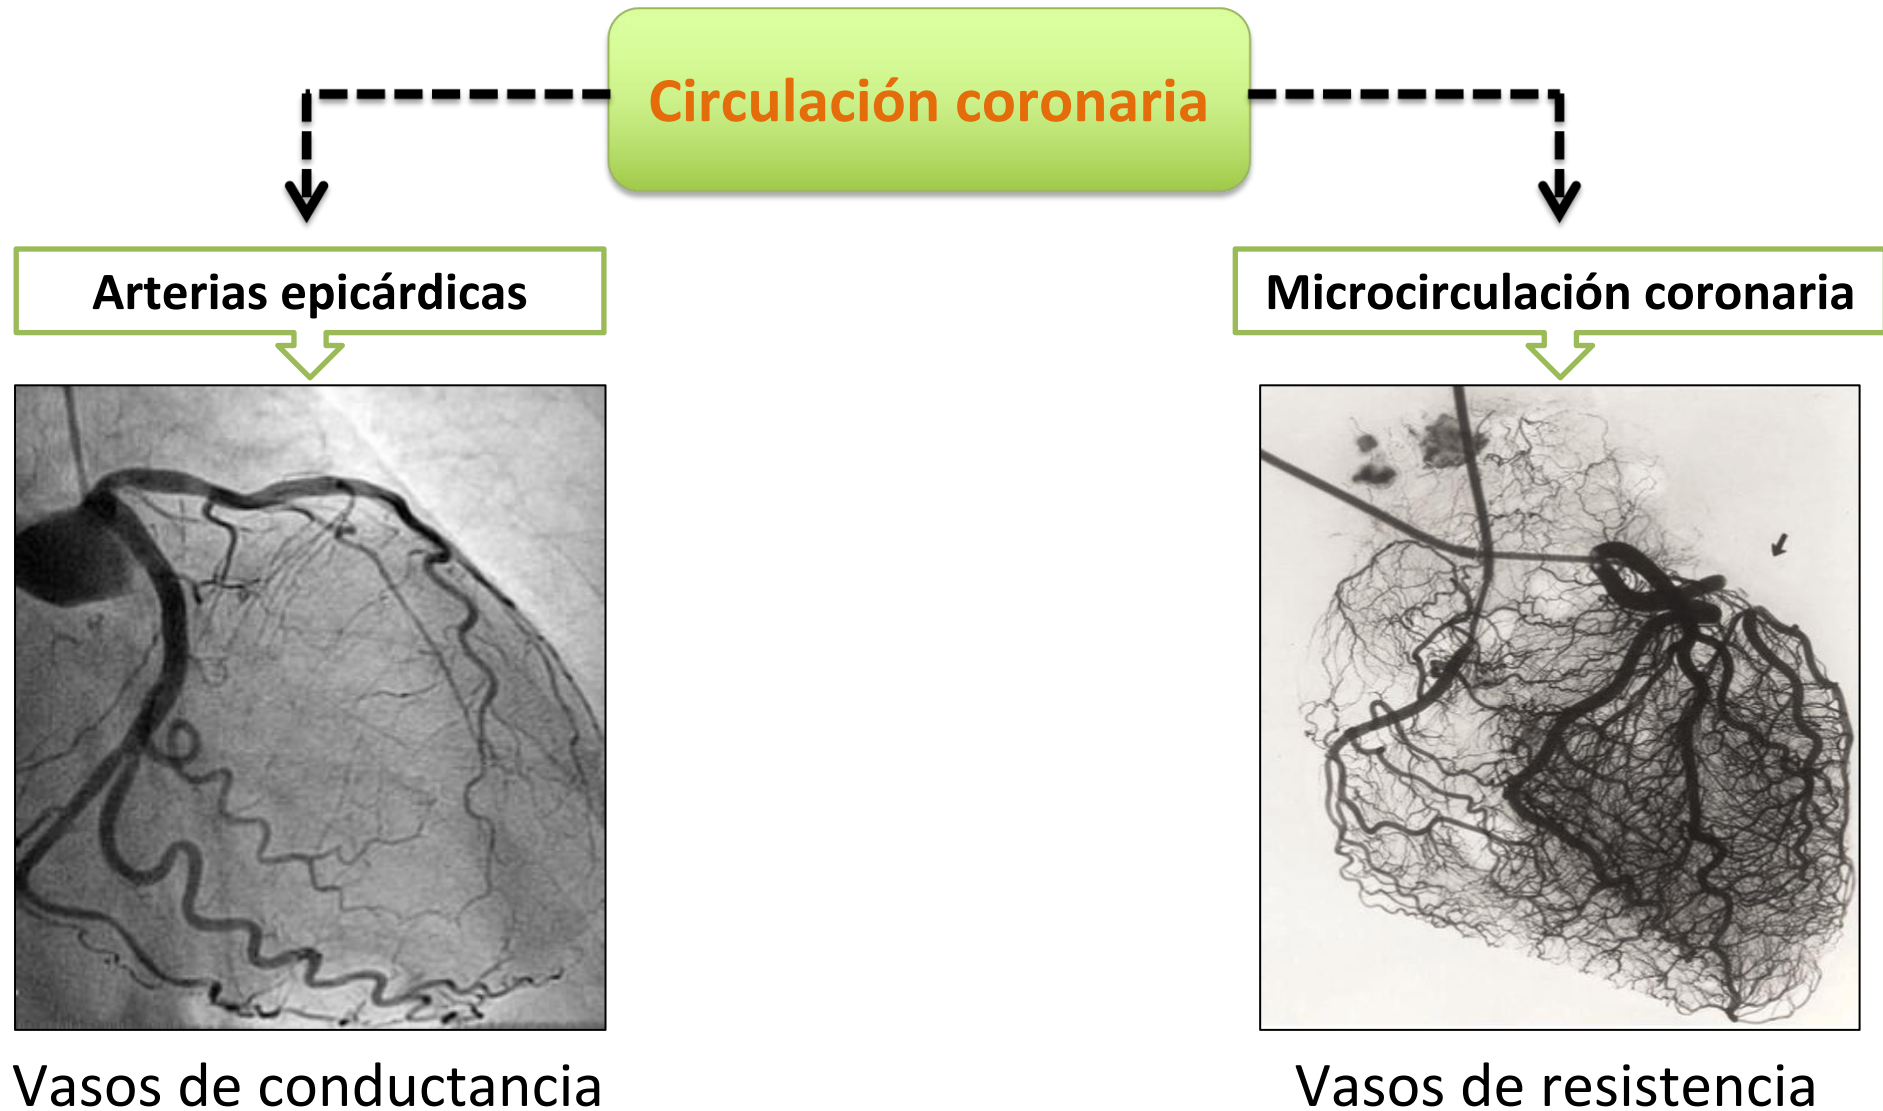 Circulación coronaria
Arterias epicárdicas
Microcirculación coronaria
Vasos de conductancia
Vasos de resistencia